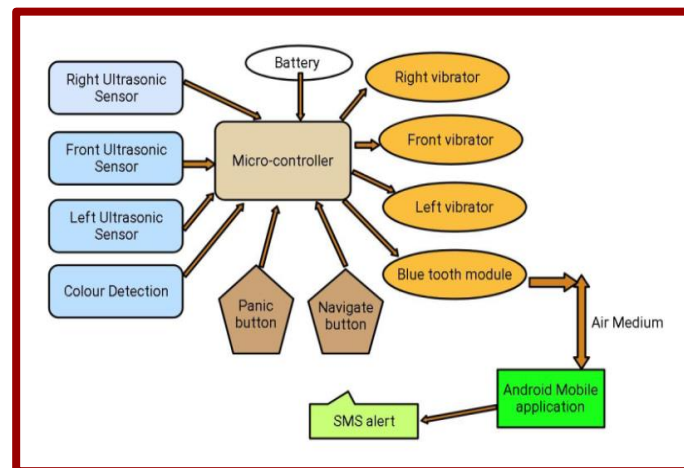 Battery
Right Ultrasonic
Sensor
Right vibrator
Front Ultrasonic
Sensor
Micro-controller
Front vibrator
Left Ultrasonic
Sensor
Left vibrator
Colour Detection
Panic
button
Navigate
button
Blue tooth module
Air Medium
Android Mobile
application
SMS alert